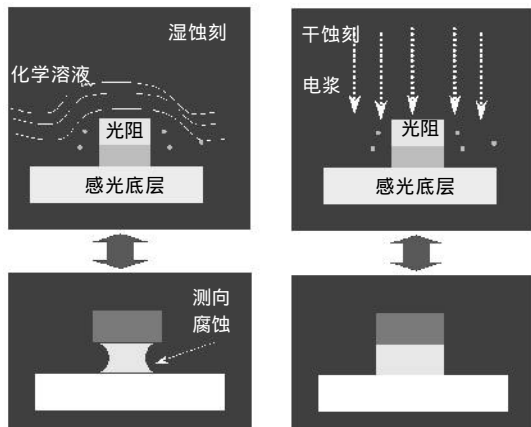 湿蚀刻
化学溶液
光阻
感光底层
干蚀刻
电浆
光阻
感光底层
测向
腐蚀